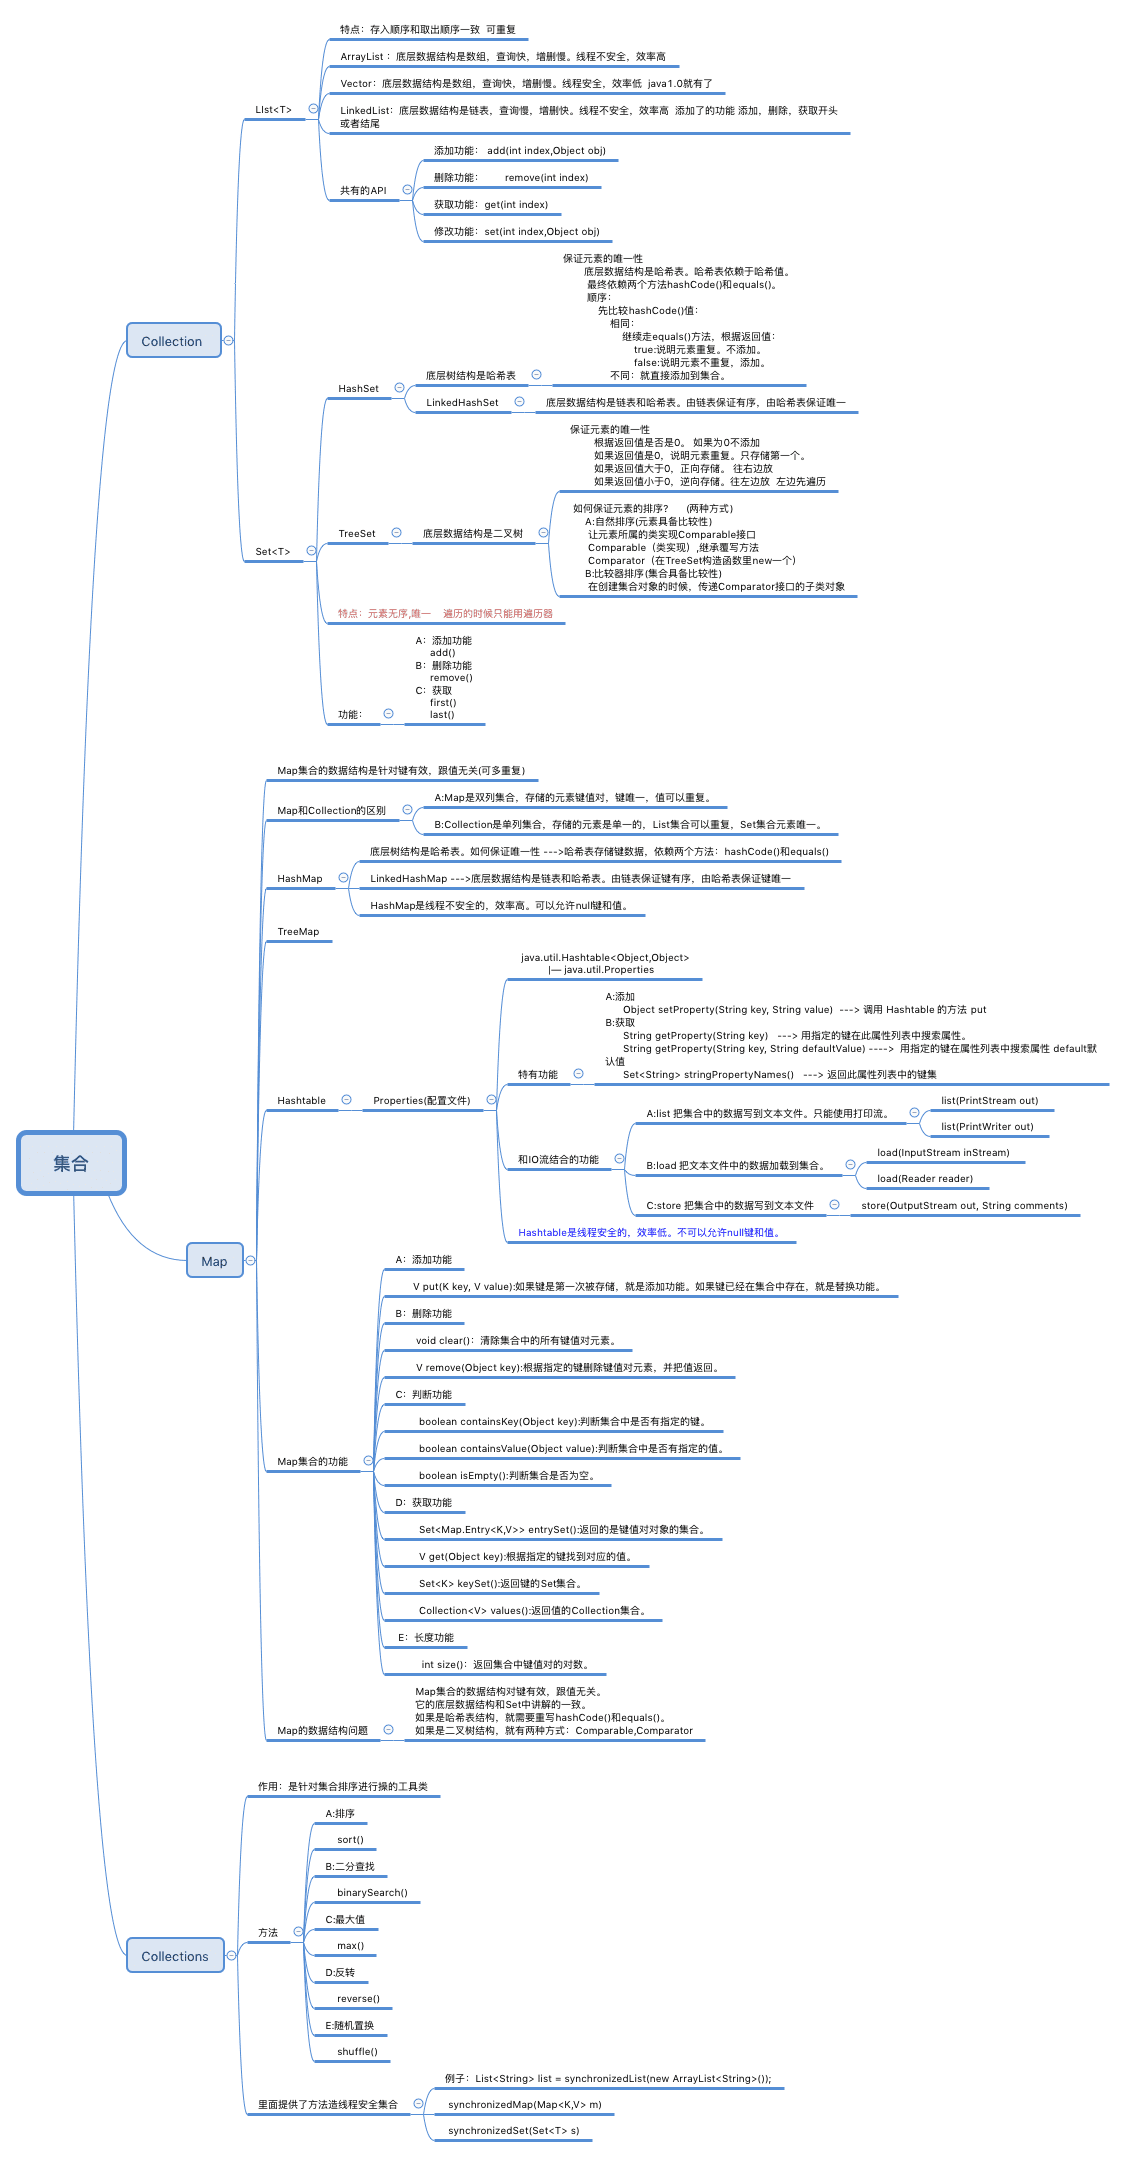 集合
Collection
LIst<T>
特点：存入顺序和取出顺序一致  可重复
ArrayList ：底层数据结构是数组，查询快，增删慢。线程不安全，效率高
Vector：底层数据结构是数组，查询快，增删慢。线程安全，效率低  java1.0就有了
LinkedList：底层数据结构是链表，查询慢，增删快。线程不安全，效率高  添加了的功能 添加，删除，获取开头
或者结尾
共有的API
添加功能： add(int index,Object obj)
删除功能：      remove(int index)
获取功能：get(int index)
修改功能：set(int index,Object obj)
Set<T>
HashSet
底层树结构是哈希表
保证元素的唯一性
底层数据结构是哈希表。哈希表依赖于哈希值。
最终依赖两个方法hashCode()和equals()。
顺序：
先比较hashCode()值：
相同：
继续走equals()方法，根据返回值：
true:说明元素重复。不添加。
false:说明元素不重复，添加。
不同：就直接添加到集合。
LinkedHashSet
底层数据结构是链表和哈希表。由链表保证有序，由哈希表保证唯一
TreeSet
底层数据结构是二叉树
保证元素的唯一性
根据返回值是否是0。 如果为0不添加
如果返回值是0，说明元素重复。只存储第一个。
如果返回值大于0，正向存储。 往右边放
如果返回值小于0，逆向存储。往左边放  左边先遍历
如何保证元素的排序？    (两种方式)
A:自然排序(元素具备比较性)
让元素所属的类实现Comparable接口
Comparable（类实现）,继承覆写方法
Comparator（在TreeSet构造函数里new一个）
B:比较器排序(集合具备比较性)
在创建集合对象的时候，传递Comparator接口的子类对象
特点：元素无序,唯一    遍历的时候只能用遍历器
功能：
A：添加功能
add()
B：删除功能
remove()
C：获取
first()
last()
Map
Map集合的数据结构是针对键有效，跟值无关(可多重复)
Map和Collection的区别
A:Map是双列集合，存储的元素键值对，键唯一，值可以重复。
B:Collection是单列集合，存储的元素是单一的，List集合可以重复，Set集合元素唯一。
HashMap
底层树结构是哈希表。如何保证唯一性 --->哈希表存储键数据，依赖两个方法：hashCode()和equals()
LinkedHashMap --->底层数据结构是链表和哈希表。由链表保证键有序，由哈希表保证键唯一
HashMap是线程不安全的，效率高。可以允许null键和值。
TreeMap
Hashtable
Properties(配置文件)
java.util.Hashtable<Object,Object>
|— java.util.Properties
特有功能
A:添加
Object setProperty(String key, String value)  ---> 调用 Hashtable 的方法 put
B:获取
String getProperty(String key)   ---> 用指定的键在此属性列表中搜索属性。
String getProperty(String key, String defaultValue) ---->  用指定的键在属性列表中搜索属性 default默
认值
Set<String> stringPropertyNames()   ---> 返回此属性列表中的键集
和IO流结合的功能
A:list 把集合中的数据写到文本文件。只能使用打印流。
list(PrintStream out)
list(PrintWriter out)
B:load 把文本文件中的数据加载到集合。
load(InputStream inStream)
load(Reader reader)
C:store 把集合中的数据写到文本文件
store(OutputStream out, String comments)
Hashtable是线程安全的，效率低。不可以允许null键和值。
Map集合的功能
A：添加功能
V put(K key, V value):如果键是第一次被存储，就是添加功能。如果键已经在集合中存在，就是替换功能。
B：删除功能
void clear()：清除集合中的所有键值对元素。
V remove(Object key):根据指定的键删除键值对元素，并把值返回。
C：判断功能
boolean containsKey(Object key):判断集合中是否有指定的键。
boolean containsValue(Object value):判断集合中是否有指定的值。
boolean isEmpty():判断集合是否为空。
D：获取功能
Set<Map.Entry<K,V>> entrySet():返回的是键值对对象的集合。
V get(Object key):根据指定的键找到对应的值。
Set<K> keySet():返回键的Set集合。
Collection<V> values():返回值的Collection集合。
E：长度功能
int size()：返回集合中键值对的对数。
Map的数据结构问题
Map集合的数据结构对键有效，跟值无关。
它的底层数据结构和Set中讲解的一致。
如果是哈希表结构，就需要重写hashCode()和equals()。
如果是二叉树结构，就有两种方式：Comparable,Comparator
Collections
作用：是针对集合排序进行操的工具类
方法
A:排序
sort()
B:二分查找
binarySearch()
C:最大值
max()
D:反转
reverse()
E:随机置换
shuffle()
里面提供了方法造线程安全集合
例子：List<String> list = synchronizedList(new ArrayList<String>());
synchronizedMap(Map<K,V> m)
synchronizedSet(Set<T> s)